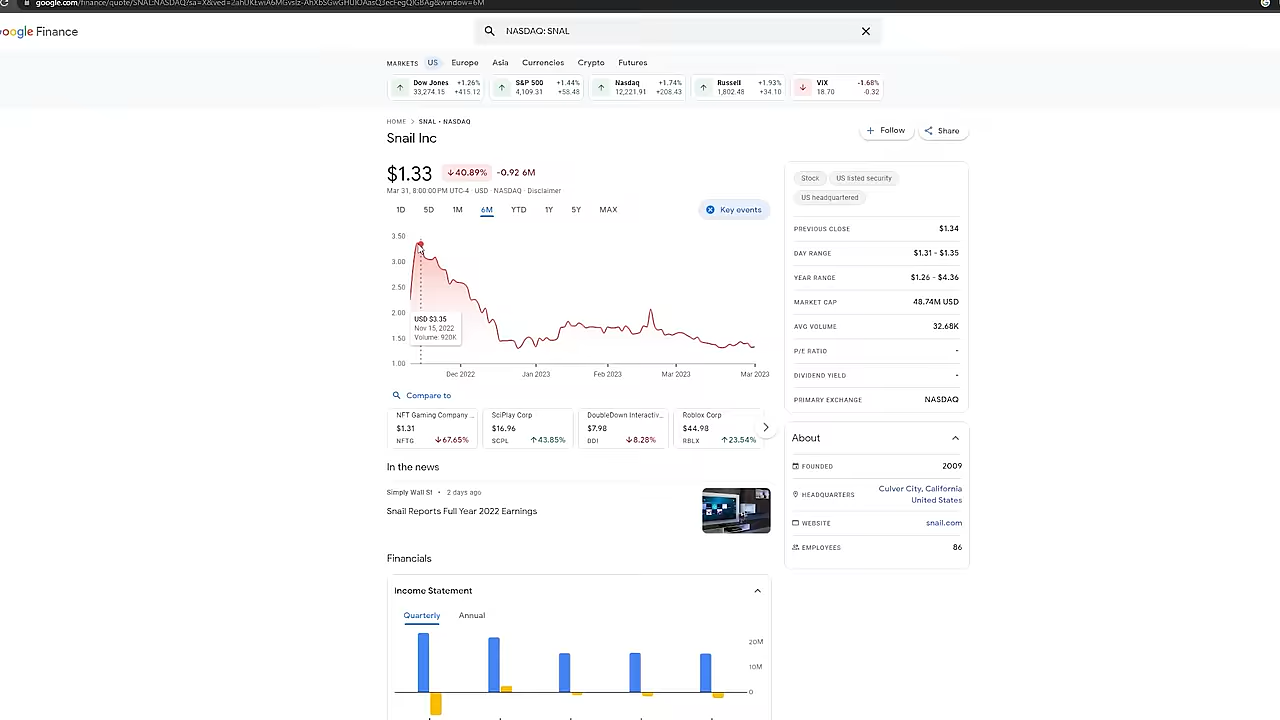 google.com/finance/quote/SNAL:NASDAQ?sa=X&ved=
oogle Finance
NASDAQ: SNAL
MARKETS US Europe Asia Currencies Crypto Futures
Dow Jones +1.26%
33,274.15 +415.12
S&P 500 +1.44%
4,109.31 +58.48
Nasdaq +1.74%
12,221.91 +208.43
Russell +1.93%
1,802.48 +34.10
VIX -1.68%
18.70 -0.32
HOME > SNAL • NASDAQ
Snail Inc
+ Follow
Share
$1.33 ↓40.89% -0.92 6M
Mar 31, 8:00:00 PM UTC-4 · USD · NASDAQ · Disclaimer
1D 5D 1M 6M YTD 1Y 5Y MAX
Key events
3.50
3.00
2.50
2.00
1.50
1.00
USD $3.35
Nov 15, 2022
Volume: 920K
Dec 2022 Jan 2023 Feb 2023 Mar 2023 Mar 2023
Compare to
NFT Gaming Company ...
$1.31
NFTG ↓67.65%
SciPlay Corp
$16.96
SCPL ↑43.85%
DoubleDown Interactiv...
$7.98
DDI ↓8.28%
Roblox Corp
$44.98
RBLX ↑23.54%
In the news
Simply Wall St • 2 days ago
Snail Reports Full Year 2022 Earnings
Financials
Income Statement
Quarterly Annual
20M
10M
0
Stock US listed security
US headquartered
PREVIOUS CLOSE $1.34
DAY RANGE $1.31 - $1.35
YEAR RANGE $1.26 - $4.36
MARKET CAP 48.74M USD
AVG VOLUME 32.68K
P/E RATIO -
DIVIDEND YIELD -
PRIMARY EXCHANGE NASDAQ
About
FOUNDED 2009
HEADQUARTERS Culver City, California
United States
WEBSITE snail.com
EMPLOYEES 86